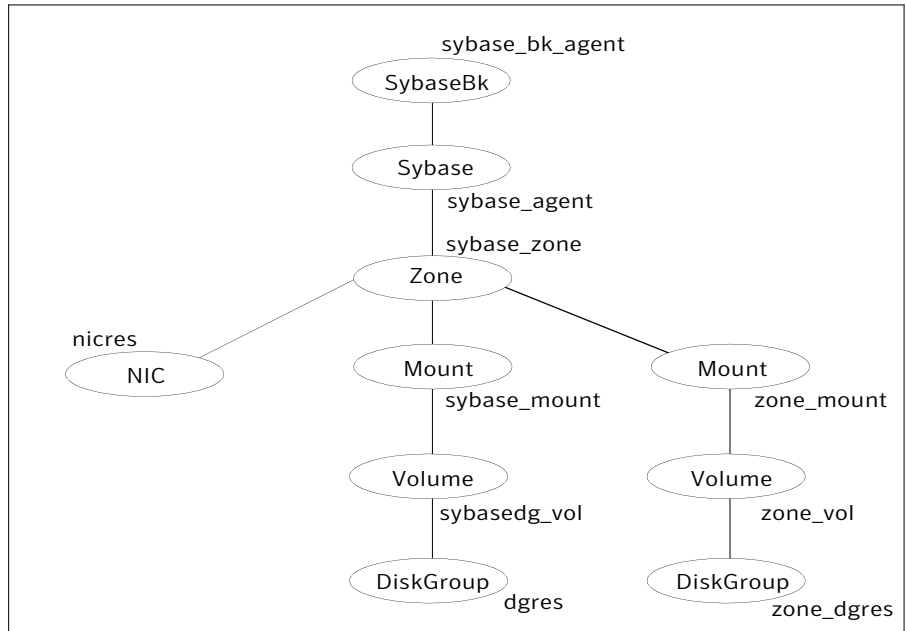 sybase_bk_agent
SybaseBk
Sybase
sybase_agent
sybase_zone
Zone
nicres
NIC
Mount
sybase_mount
Mount
zone_mount
Volume
sybasedg_vol
Volume
zone_vol
DiskGroup
dgres
DiskGroup
zone_dgres